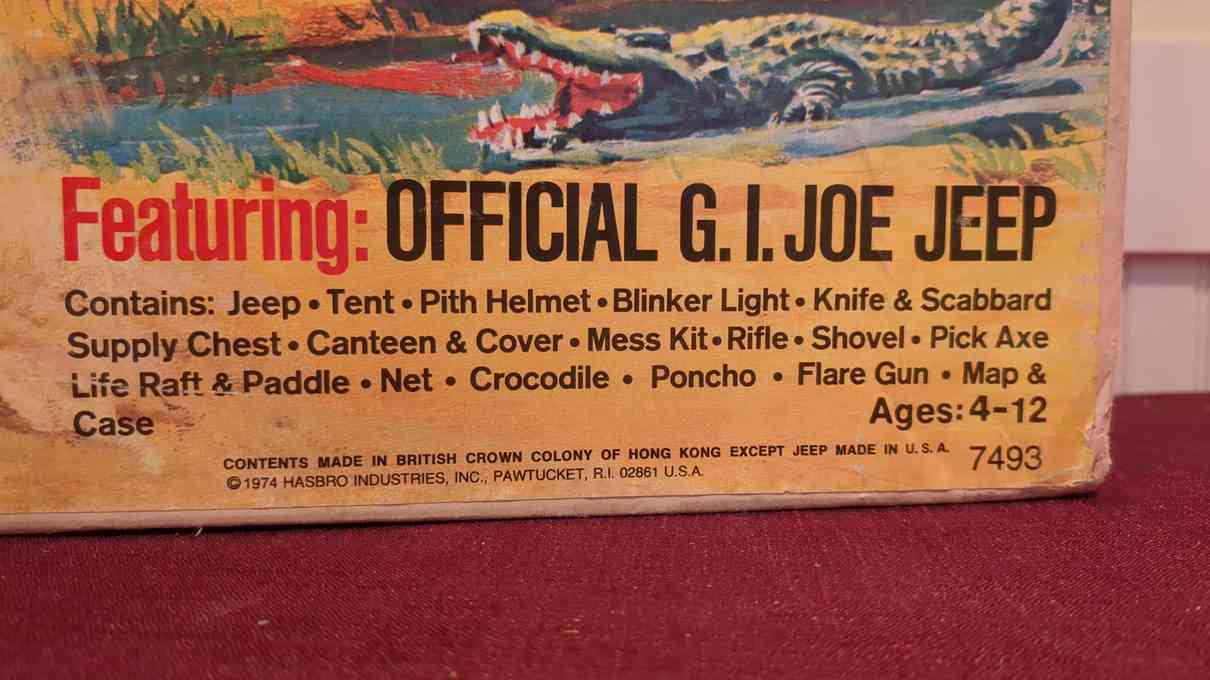 Featuring: OFFICIAL G. I. JOE JEEP
Contains: Jeep • Tent • Pith Helmet • Blinker Light • Knife & Scabbard
Supply Chest • Canteen & Cover • Mess Kit • Rifle • Shovel • Pick Axe
Life Raft & Paddle • Net • Crocodile • Poncho • Flare Gun • Map &
Case
Ages: 4-12
CONTENTS MADE IN BRITISH CROWN COLONY OF HONG KONG EXCEPT JEEP MADE IN U.S.A.
7493
©1974 HASBRO INDUSTRIES, INC., PAWTUCKET, R.I. 02861 U.S.A.